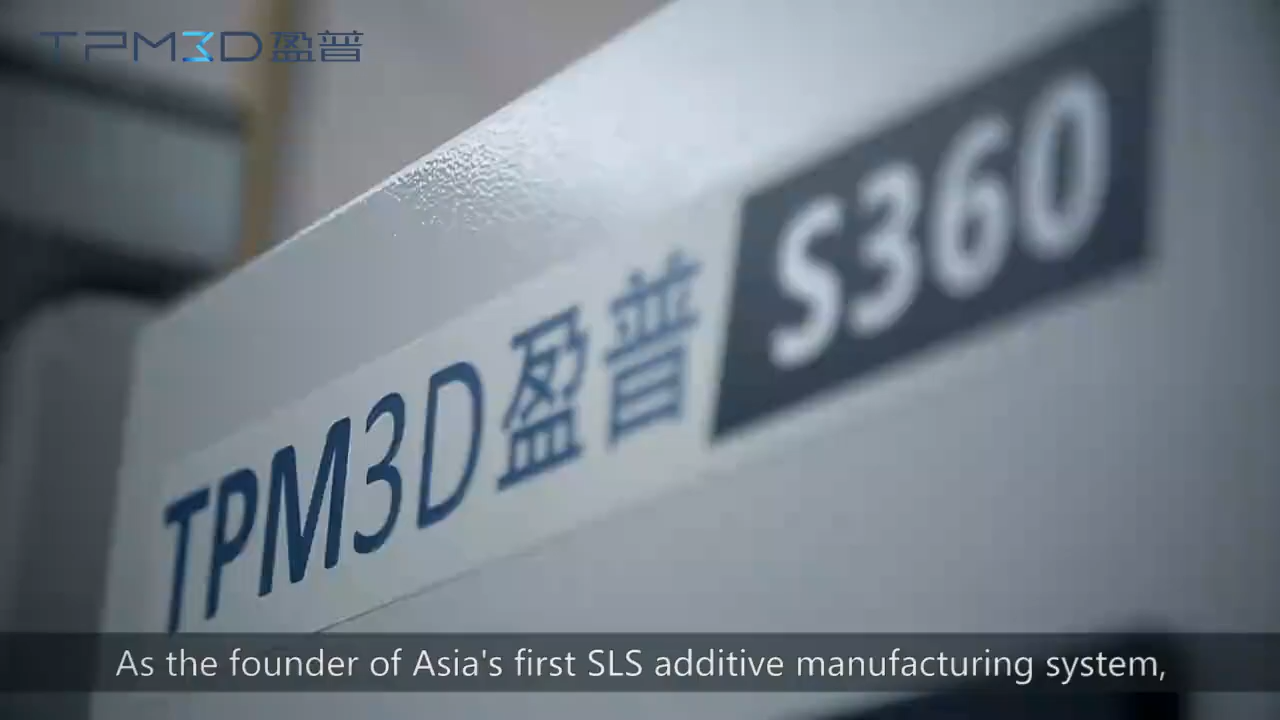 TPM3D盈普
TPM3D盈普 S360
As the founder of Asia's first SLS additive manufacturing system,